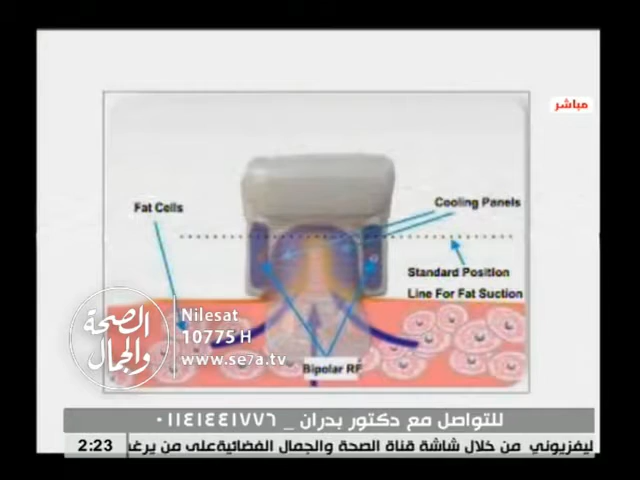 مباشر
Fat Cells
Cooling Panels
Standard Position
Line For Fat Suction
Bipolar RF
الصحة
والجمال
Nilesat
10775 H
www.se7a.tv
للتواصل مع دكتور بدران _ ٠١١٤١٤٤١٧٧٦
ليفزيوني من خلال شاشة قناة الصحة والجمال الفضائيةعلى من يرغب
2:23